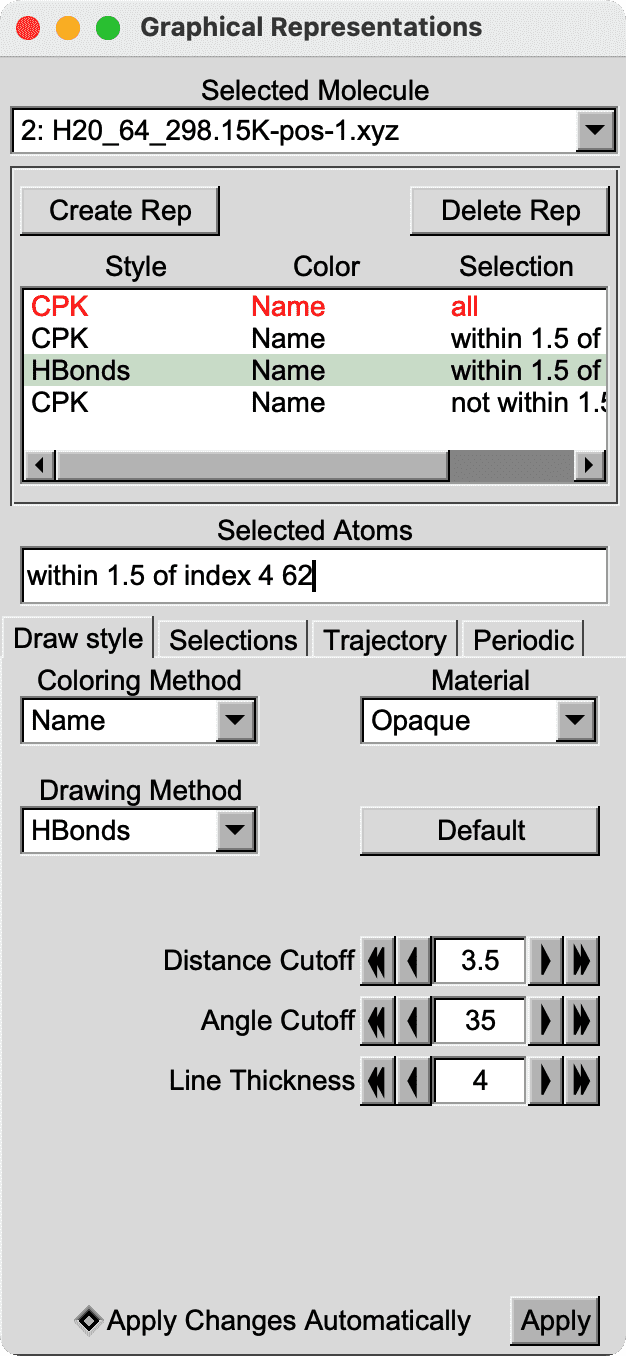 Graphical Representations
Selected Molecule
2: H20_64_298.15K-pos-1.xyz
Create Rep Delete Rep
Style Color Selection
CPK Name all
CPK Name within 1.5 of
HBonds Name within 1.5 of
CPK Name not within 1.5
Selected Atoms
within 1.5 of index 4 62
Draw style Selections Trajectory Periodic
Coloring Method Material
Name Opaque
Drawing Method
HBonds Default
Distance Cutoff 3.5
Angle Cutoff 35
Line Thickness 4
Apply Changes Automatically Apply